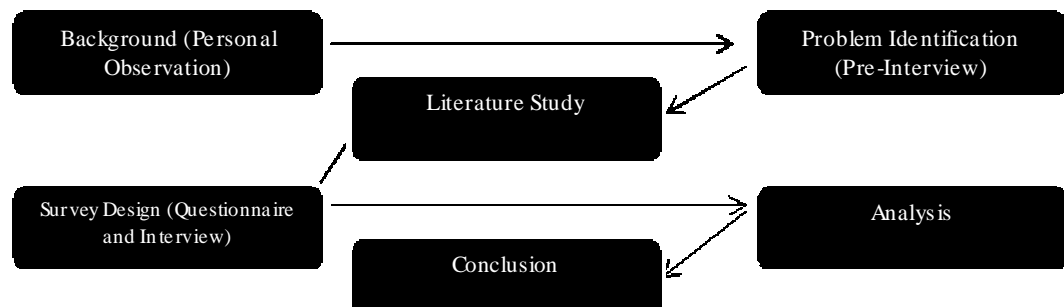 Background (Personal
Observation)
Problem Identification
(Pre-Interview)
Literature Study
Survey Design (Questionnaire
and Interview)
Analysis
Conclusion